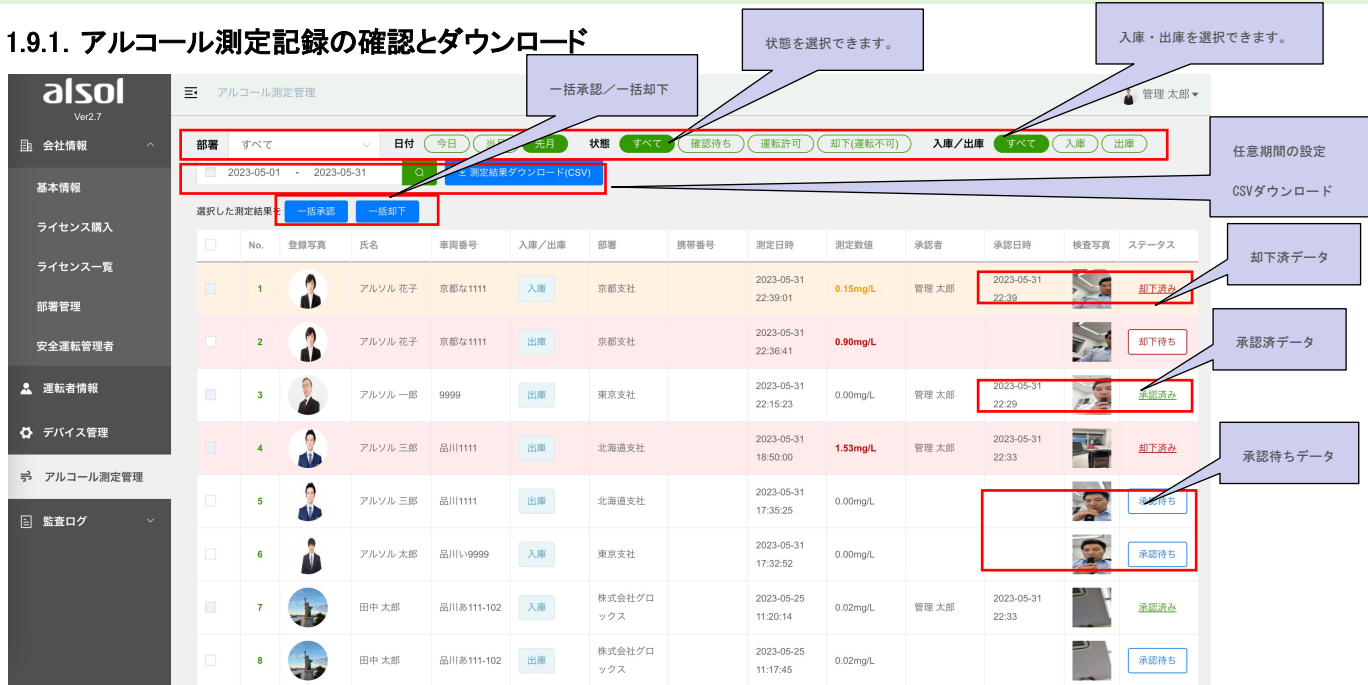 1.9.1. アルコール測定記録の確認とダウンロード
状態を選択できます。
入庫・出庫を選択できます。
一括承認／一括却下
alsol
Ver2.7
アルコール測定管理
管理 太郎
会社情報
基本情報
ライセンス購入
ライセンス一覧
部署管理
安全運転管理者
運転者情報
デバイス管理
アルコール測定管理
監査ログ
部署 すべて 日付 今日 当月 先月 状態 すべて 確認待ち 運転許可 却下(運転不可) 入庫／出庫 すべて 入庫 出庫
2023-05-01 - 2023-05-31 測定結果ダウンロード(CSV)
任意期間の設定
CSVダウンロード
選択した測定結果を 一括承認 一括却下
No. 登録写真 氏名 車両番号 入庫／出庫 部署 携帯番号 測定日時 測定数値 承認者 承認日時 検査写真 ステータス
1 アルソル 花子 京都な1111 入庫 京都支社 2023-05-31 0.15mg/L 管理 太郎 2023-05-31 却下済み
22:39:01 22:39
2 アルソル 花子 京都な1111 出庫 京都支社 2023-05-31 0.90mg/L 却下待ち
22:36:41
3 アルソル 一郎 9999 出庫 東京支社 2023-05-31 0.00mg/L 管理 太郎 2023-05-31 承認済み
22:15:23 22:29
4 アルソル 三郎 品川1111 出庫 北海道支社 2023-05-31 1.53mg/L 管理 太郎 2023-05-31 却下済み
18:50:00 22:33
5 アルソル 三郎 品川1111 出庫 北海道支社 2023-05-31 0.00mg/L 承認待ち
17:35:25
6 アルソル 太郎 品川い9999 入庫 東京支社 2023-05-31 0.00mg/L 承認待ち
17:32:52
7 田中 太郎 品川あ111-102 入庫 株式会社グロ 2023-05-25 0.02mg/L 管理 太郎 2023-05-31 承認済み
ックス 11:20:14 22:33
8 田中 太郎 品川あ111-102 出庫 株式会社グロ 2023-05-25 0.02mg/L 承認待ち
ックス 11:17:45
却下済データ
承認済データ
承認待ちデータ